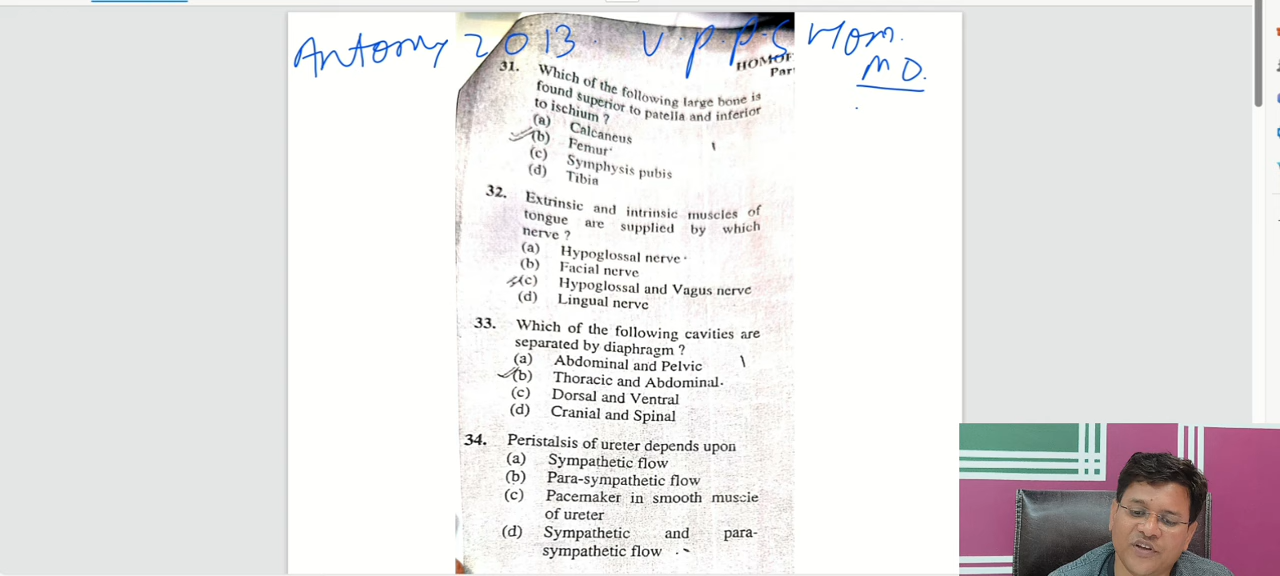 Antomy 2013 U.P.P.S Hom.
M D.
HOMOE
Par
31. Which of the following large bone is
found superior to patella and inferior
to ischium ?
(a) Calcaneus
(b) Femur
(c) Symphysis pubis
(d) Tibia
32. Extrinsic and intrinsic muscles of
tongue are supplied by which
nerve ?
(a) Hypoglossal nerve
(b) Facial nerve
(c) Hypoglossal and Vagus nerve
(d) Lingual nerve
33. Which of the following cavities are
separated by diaphragm ?
(a) Abdominal and Pelvic
(b) Thoracic and Abdominal
(c) Dorsal and Ventral
(d) Cranial and Spinal
34. Peristalsis of ureter depends upon
(a) Sympathetic flow
(b) Para-sympathetic flow
(c) Pacemaker in smooth muscle
of ureter
(d) Sympathetic and para-
sympathetic flow